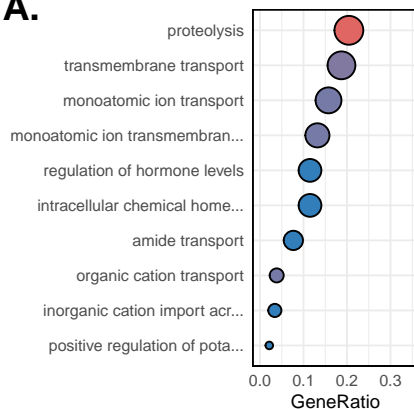 A.
proteolysis
transmembrane transport
monoatomic ion transport
monoatomic ion transmembran...
regulation of hormone levels
intracellular chemical home...
amide transport
organic cation transport
inorganic cation import acr...
positive regulation of pota...
0.0 0.1 0.2 0.3
GeneRatio